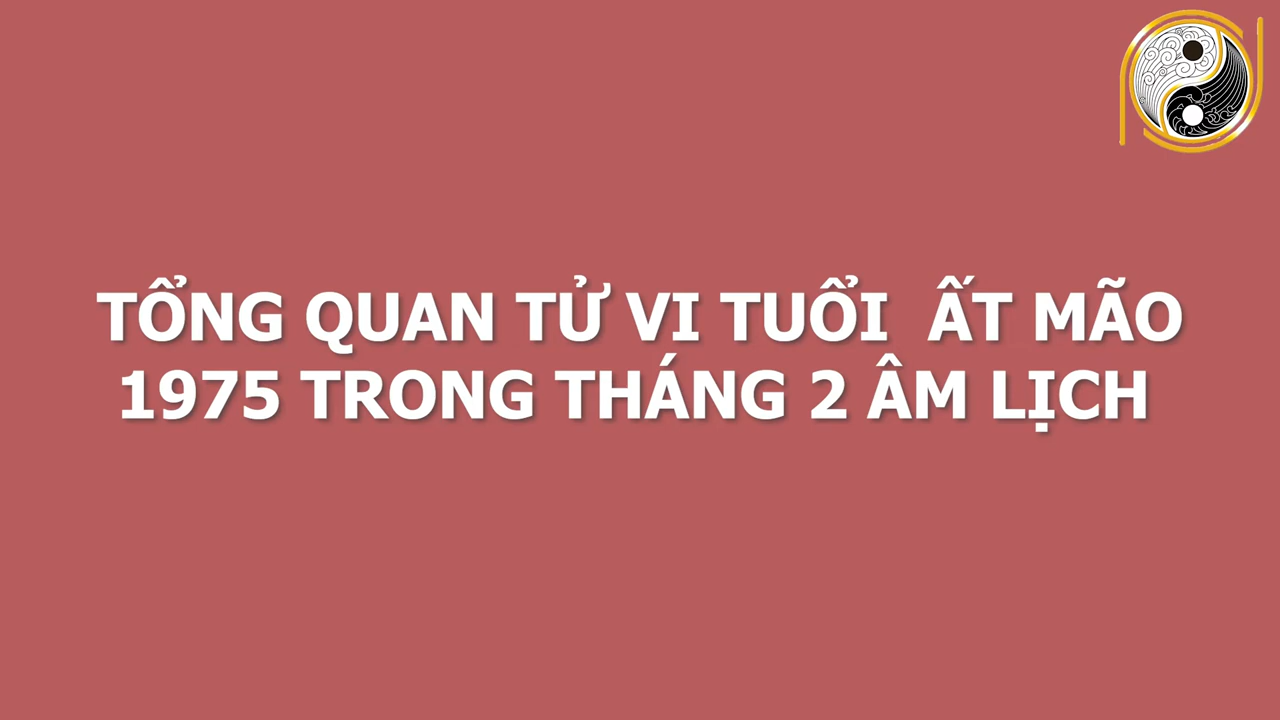 TỔNG QUAN TỬ VI TUỔI  ẤT MÃO
1975 TRONG THÁNG 2 ÂM LỊCH